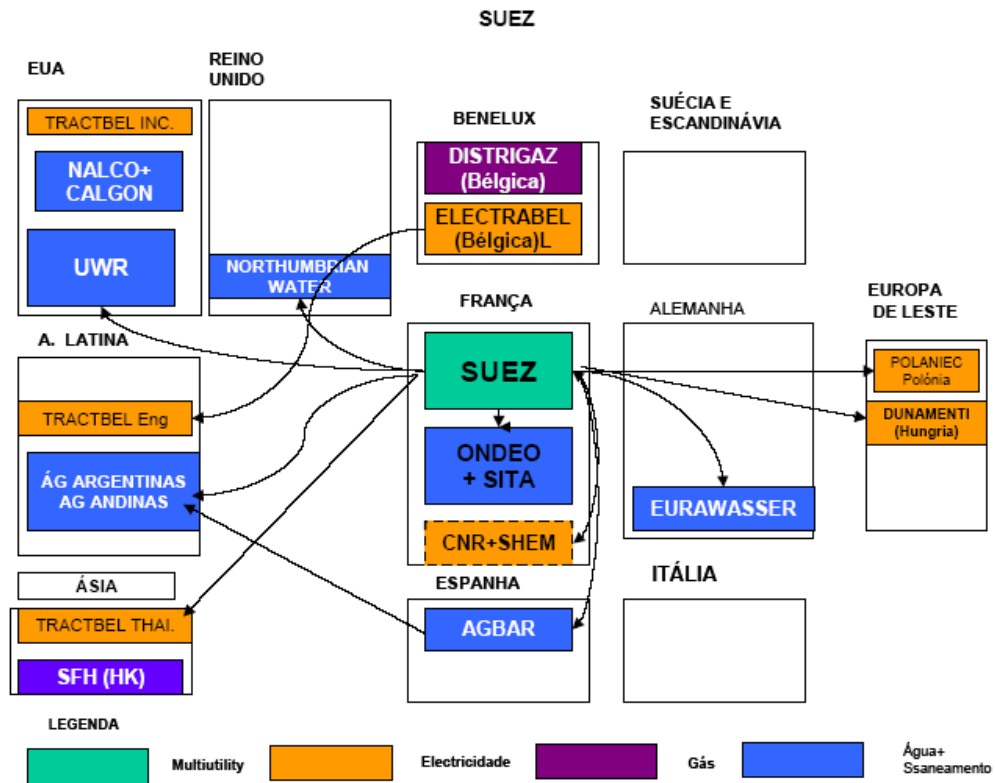 SUEZ
EUA
REINO
UNIDO
TRACTBEL INC.
NALCO+
CALGON
UWR
NORTHUMBRIAN
WATER
BENELUX
DISTRIGAZ
(Bélgica)
ELECTRABEL
(Bélgica)L
SUÉCIA E
ESCANDINÁVIA
A. LATINA
TRACTBEL Eng
ÁG ARGENTINAS
AG ANDINAS
FRANÇA
SUEZ
ONDEO
+ SITA
CNR+SHEM
ALEMANHA
EURAWASSER
EUROPA
DE LESTE
POLANIEC
Polónia
DUNAMENTI
(Hungria)
ÁSIA
TRACTBEL THAI.
SFH (HK)
ESPANHA
AGBAR
ITÁLIA
LEGENDA
Multiutility
Electricidade
Gás
Água+
Ssaneamento